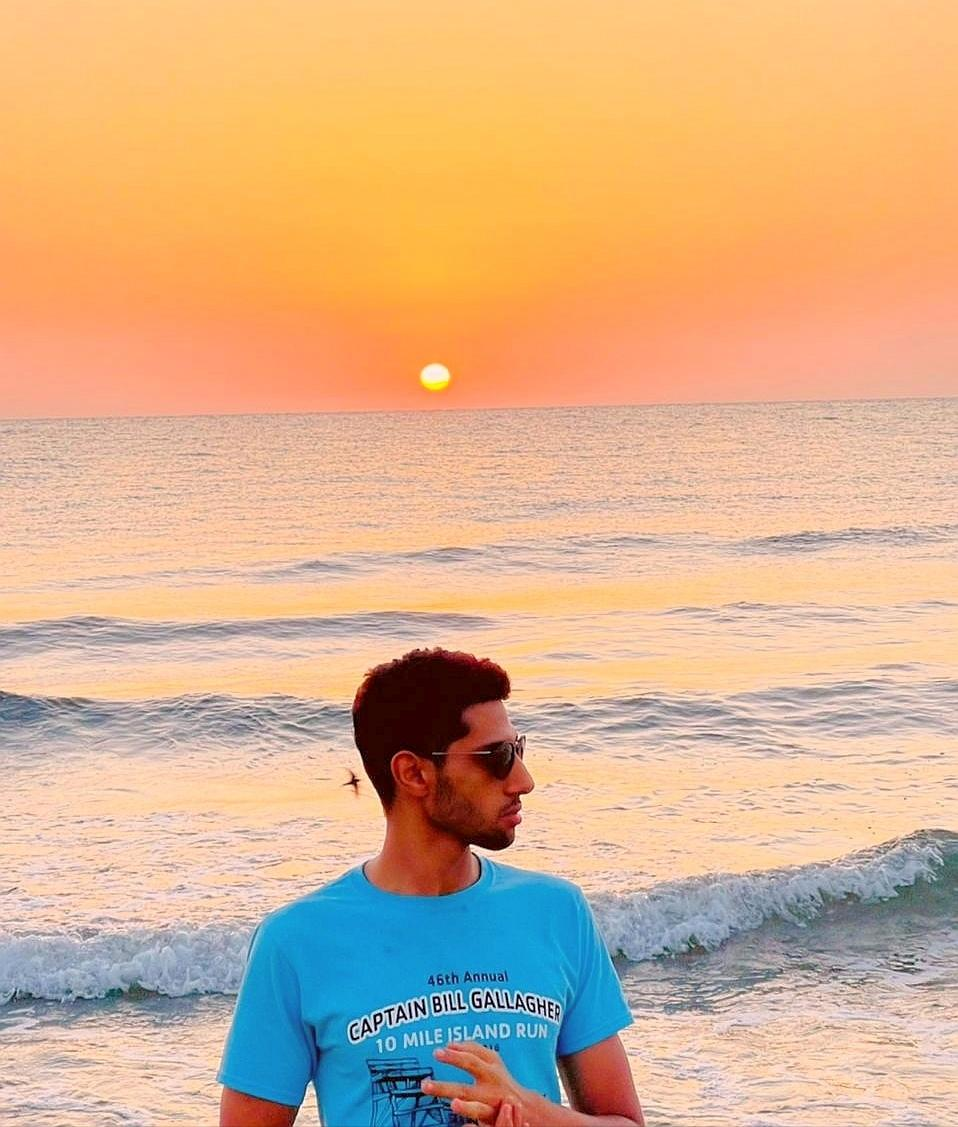 46th Annual
CAPTAIN BILL GALLAGHER
10 MILE ISLAND RUN